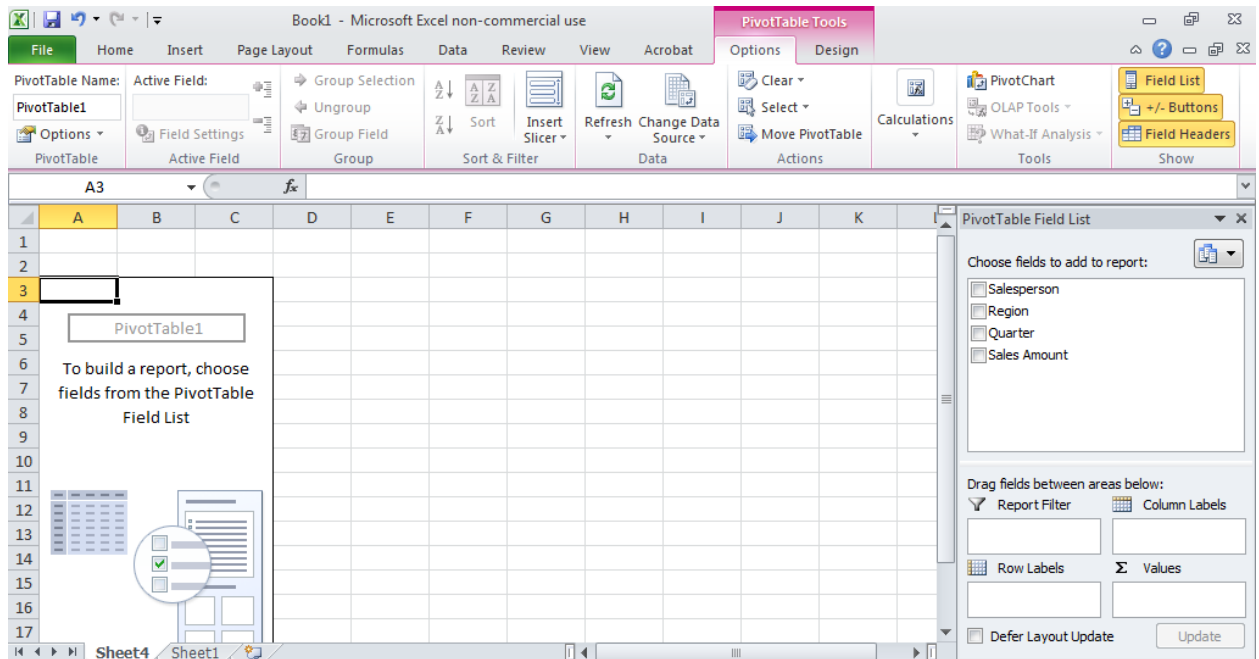 Book1 - Microsoft Excel non-commercial use
PivotTable Tools
File Home Insert Page Layout Formulas Data Review View Acrobat Options Design
PivotTable Name: Active Field:
PivotTable1
Options
Field Settings
PivotTable
Active Field
Group Selection
Ungroup
Group Field
Group
Sort
Insert Slicer
Sort & Filter
Refresh
Change Data Source
Data
Clear
Select
Move PivotTable
Actions
Calculations
PivotChart
OLAP Tools
What-If Analysis
Tools
Field List
+/- Buttons
Field Headers
Show
A3
fx
A B C D E F G H I J K L
1
2
3
4
5
6
7
8
9
10
11
12
13
14
15
16
17
PivotTable1
To build a report, choose
fields from the PivotTable
Field List
PivotTable Field List
Choose fields to add to report:
Salesperson
Region
Quarter
Sales Amount
Drag fields between areas below:
Report Filter
Column Labels
Row Labels
Σ Values
Defer Layout Update
Update
Sheet4 Sheet1